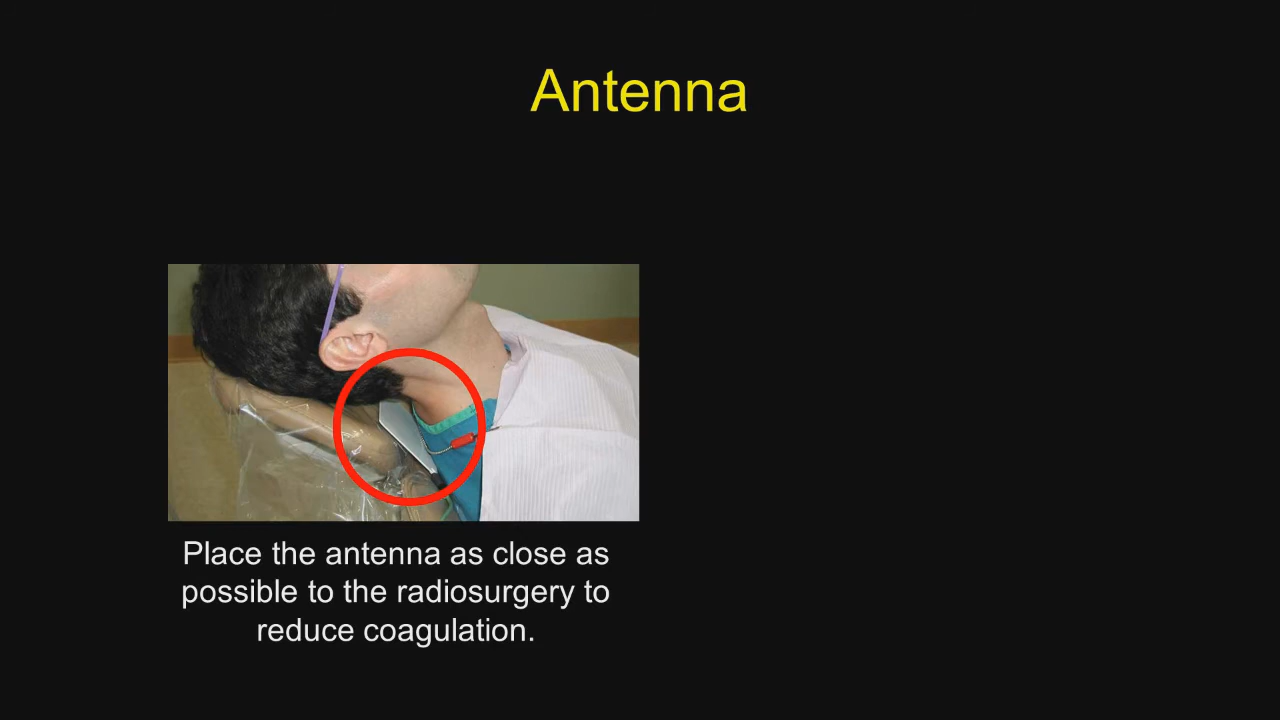 Antenna
Place the antenna as close as
possible to the radiosurgery to
reduce coagulation.